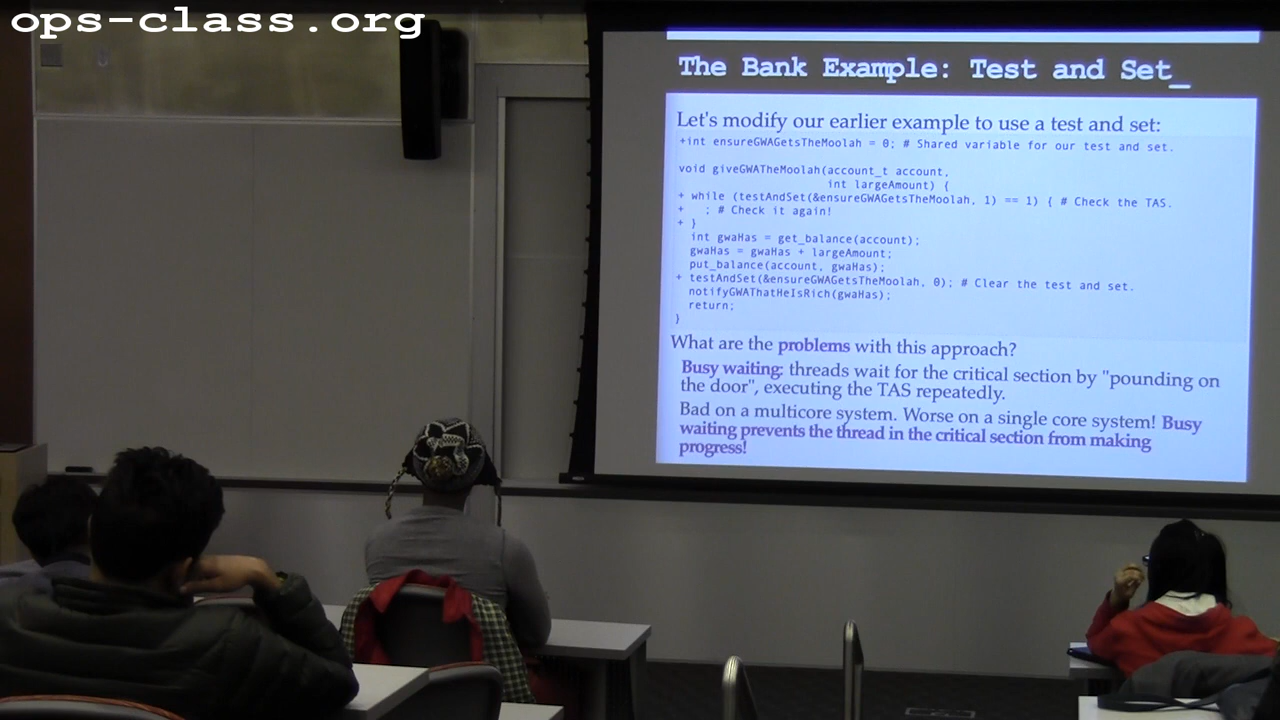 ops-class.org
The Bank Example: Test and Set_
Let's modify our earlier example to use a test and set:
+int ensureGWAGetsTheMoolah = 0; # Shared variable for our test and set.
void giveGWATheMoolah(account_t account,
int largeAmount) {
+ while (testAndSet(&ensureGWAGetsTheMoolah, 1) == 1) { # Check the TAS.
+ ; # Check it again!
+ }
int gwaHas = get_balance(account);
gwaHas = gwaHas + largeAmount;
put_balance(account, gwaHas);
+ testAndSet(&ensureGWAGetsTheMoolah, 0); # Clear the test and set.
notifyGWAThatHeIsRich(gwaHas);
return;
}
What are the problems with this approach?
Busy waiting: threads wait for the critical section by "pounding on
the door", executing the TAS repeatedly.
Bad on a multicore system. Worse on a single core system! Busy
waiting prevents the thread in the critical section from making
progress!